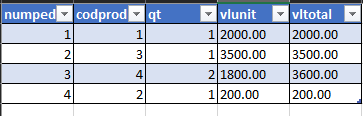 numped codprod qt vlunit vltotal
1 1 1 2000.00 2000.00
2 3 1 3500.00 3500.00
3 4 2 1800.00 3600.00
4 2 1 200.00 200.00